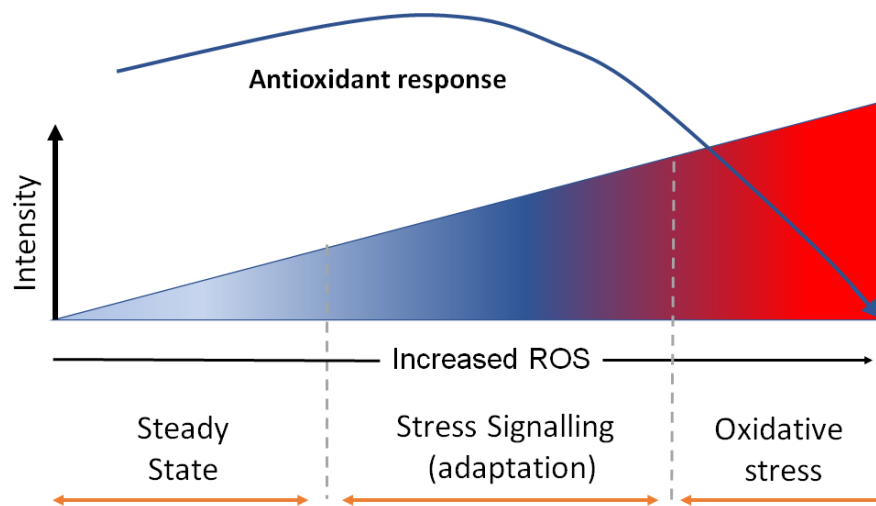 Antioxidant response
Intensity
Increased ROS
Steady
State
Stress Signalling
(adaptation)
Oxidative
stress